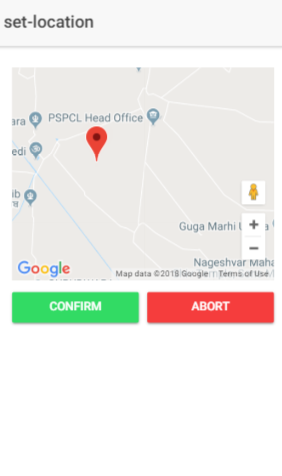 set-location
ara
PSPCL Head Office
edi
ib
Guga Marhi
+
−
Nageshvar Maha
Google
Map data ©2018 Google
Terms of Use
CONFIRM
ABORT